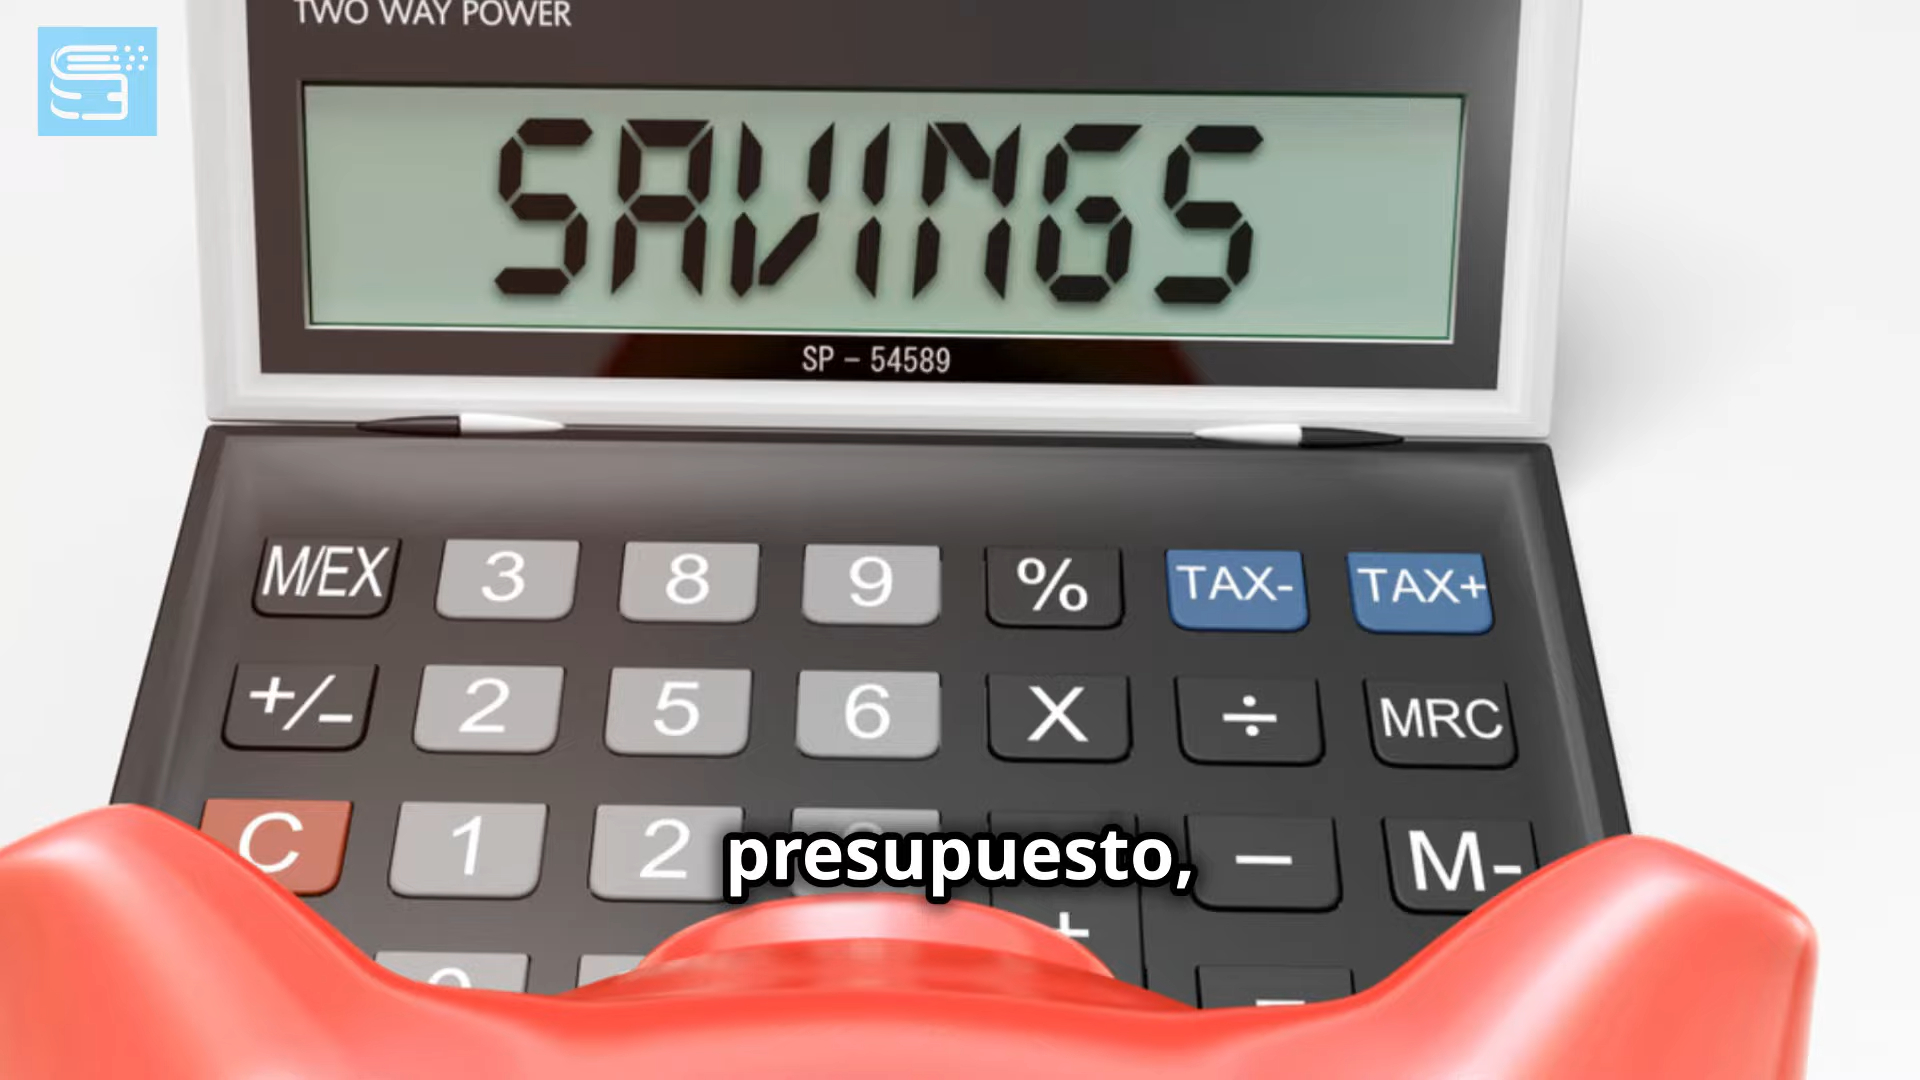 TWO WAY POWER
SAVINGS
SP - 54589
M/EX 3 8 9 % TAX- TAX+
+/- 2 5 6 X ÷ MRC
C 1 2 - M-
presupuesto,
+